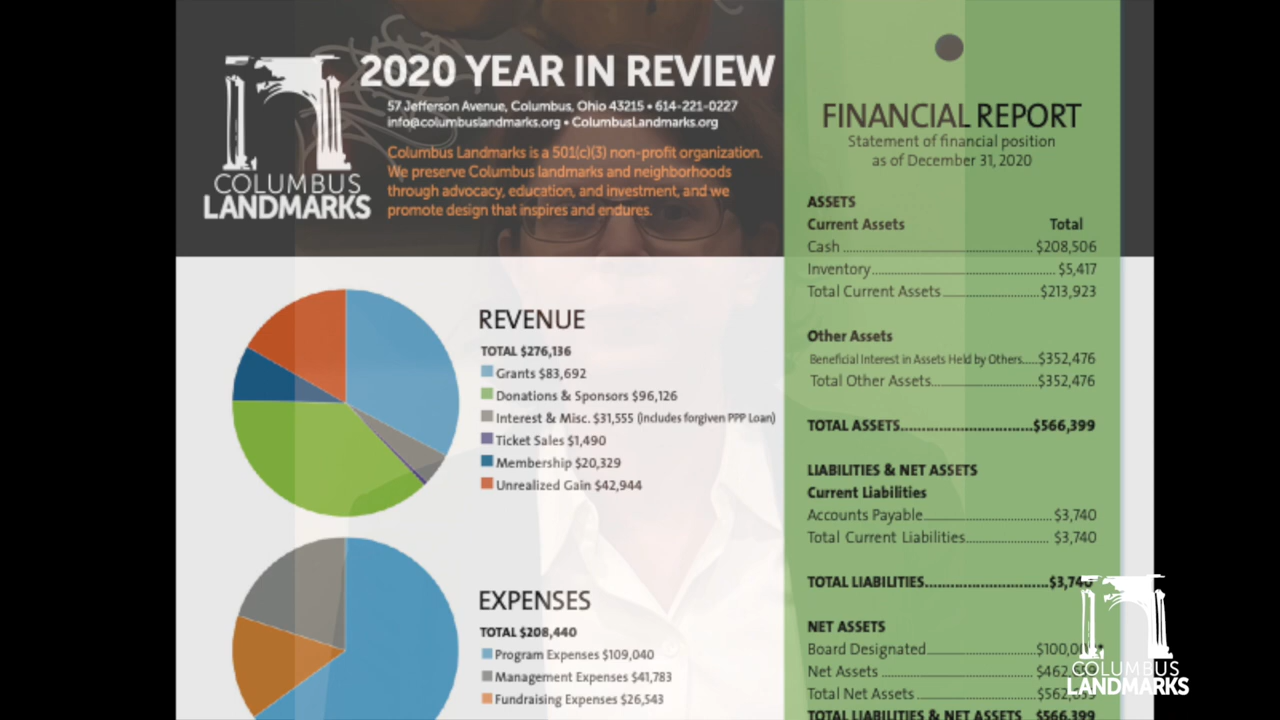 2020 YEAR IN REVIEW
57 Jefferson Avenue, Columbus, Ohio 43215 • 614-221-0227
info@columbuslandmarks.org • ColumbusLandmarks.org
Columbus Landmarks is a 501(c)(3) non-profit organization.
We preserve Columbus landmarks and neighborhoods
through advocacy, education, and investment, and we
promote design that inspires and endures.
COLUMBUS
LANDMARKS
REVENUE
TOTAL $276,136
Grants $83,692
Donations & Sponsors $96,126
Interest & Misc. $31,555 (includes forgiven PPP Loan)
Ticket Sales $1,490
Membership $20,329
Unrealized Gain $42,944
EXPENSES
TOTAL $208,440
Program Expenses $109,040
Management Expenses $41,783
Fundraising Expenses $26,543
FINANCIAL REPORT
Statement of financial position
as of December 31, 2020
ASSETS
Current Assets Total
Cash $208,506
Inventory $5,417
Total Current Assets $213,923
Other Assets
Beneficial Interest in Assets Held by Others $352,476
Total Other Assets $352,476
TOTAL ASSETS $566,399
LIABILITIES & NET ASSETS
Current Liabilities
Accounts Payable $3,740
Total Current Liabilities $3,740
TOTAL LIABILITIES $3,740
NET ASSETS
Board Designated
Net Assets
Total Net Assets
TOTAL LIABILITIES & NET ASSETS $566,399
COLUMBUS
LANDMARKS